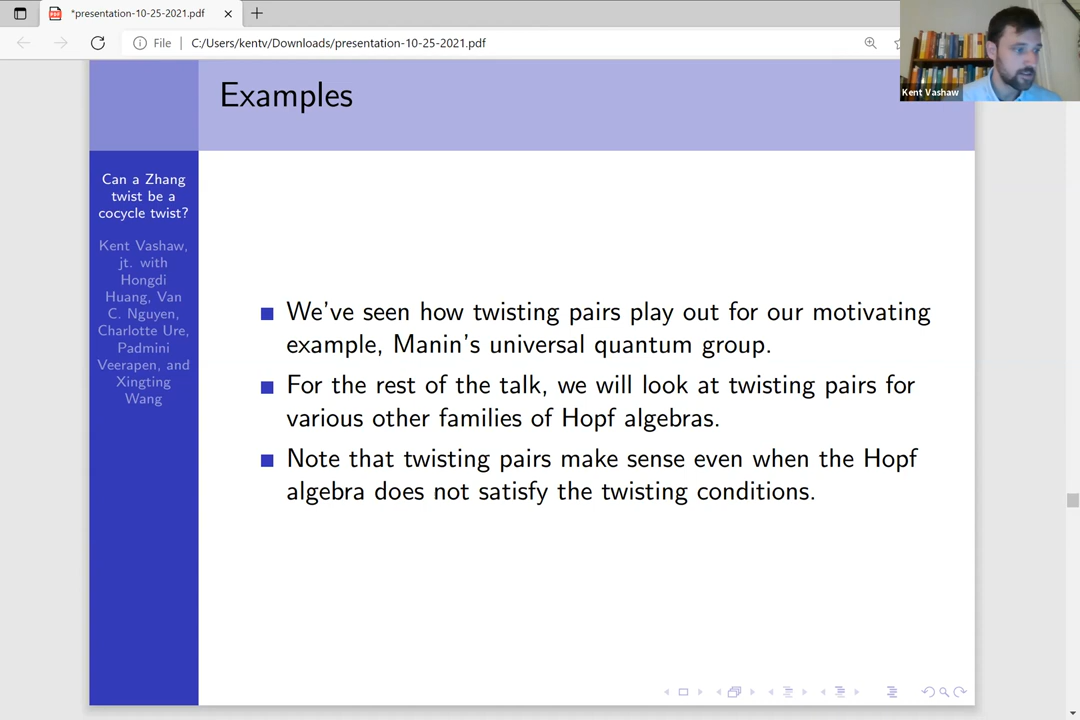 *presentation-10-25-2021.pdf
File
C:/Users/kentv/Downloads/presentation-10-25-2021.pdf
Kent Vashaw
Examples
Can a Zhang
twist be a
cocycle twist?
Kent Vashaw,
jt. with
Hongdi
Huang, Van
C. Nguyen,
Charlotte Ure,
Padmini
Veerapen, and
Xingting
Wang
We've seen how twisting pairs play out for our motivating
example, Manin's universal quantum group.
For the rest of the talk, we will look at twisting pairs for
various other families of Hopf algebras.
Note that twisting pairs make sense even when the Hopf
algebra does not satisfy the twisting conditions.